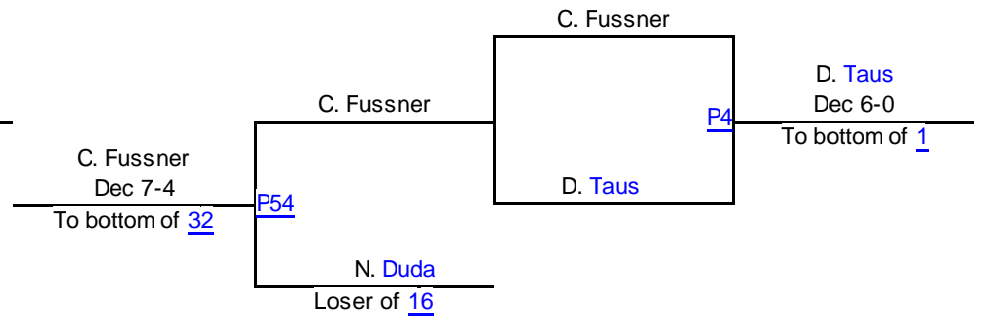 C. Fussner
D. Taus
Dec 6-0
C. Fussner
P4
To bottom of 1
C. Fussner
Dec 7-4
D. Taus
P54
To bottom of 32
N. Duda
Loser of 16